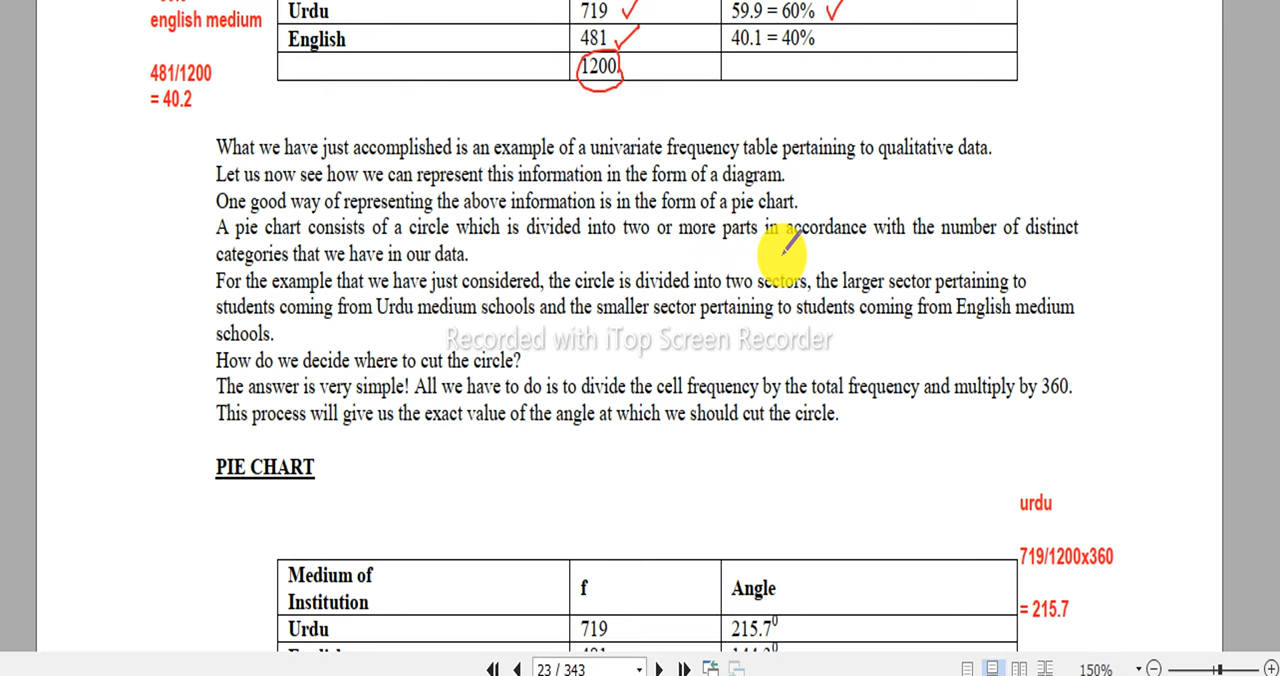 english medium
481/1200
= 40.2
Urdu 719 59.9 = 60%
English 481 40.1 = 40%
1200
What we have just accomplished is an example of a univariate frequency table pertaining to qualitative data.
Let us now see how we can represent this information in the form of a diagram.
One good way of representing the above information is in the form of a pie chart.
A pie chart consists of a circle which is divided into two or more parts in accordance with the number of distinct
categories that we have in our data.
For the example that we have just considered, the circle is divided into two sectors, the larger sector pertaining to
students coming from Urdu medium schools and the smaller sector pertaining to students coming from English medium
schools.
Recorded with iTop Screen Recorder
How do we decide where to cut the circle?
The answer is very simple! All we have to do is to divide the cell frequency by the total frequency and multiply by 360.
This process will give us the exact value of the angle at which we should cut the circle.
PIE CHART
urdu
719/1200x360
= 215.7
Medium of
Institution
f
Angle
Urdu 719 215.7⁰
23 / 343
150%